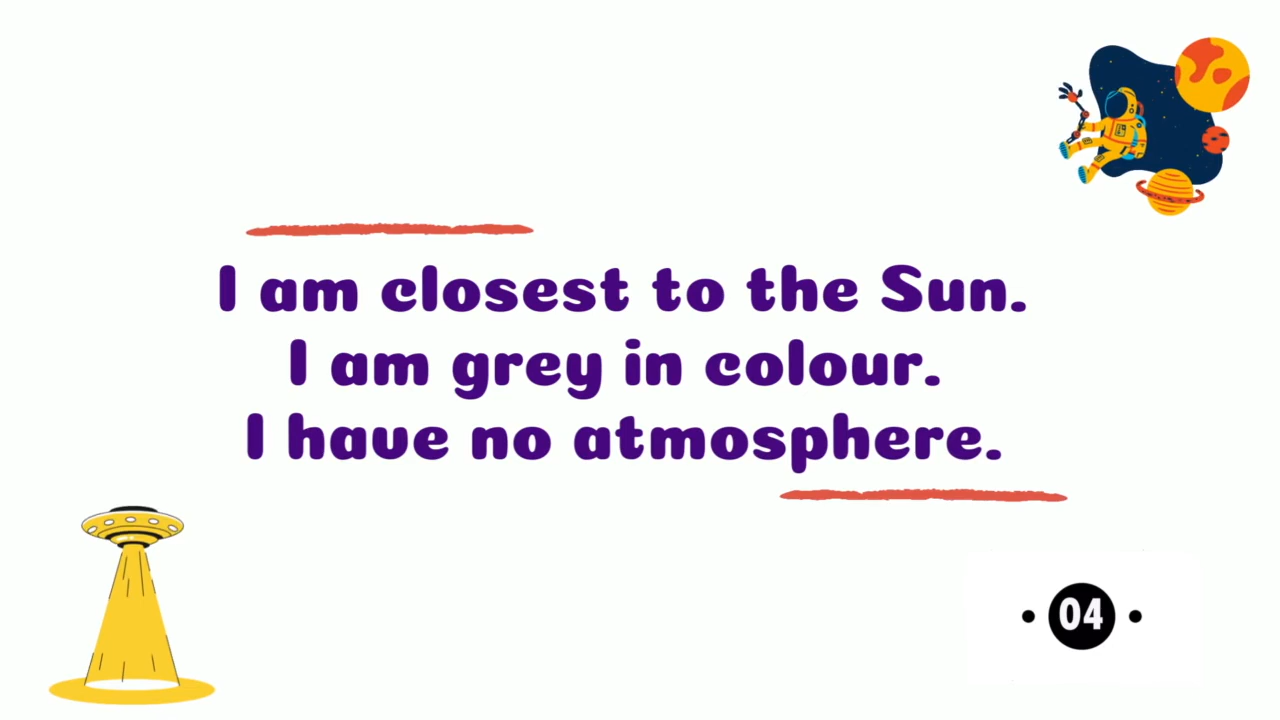 I am closest to the Sun.
I am grey in colour.
I have no atmosphere.
04